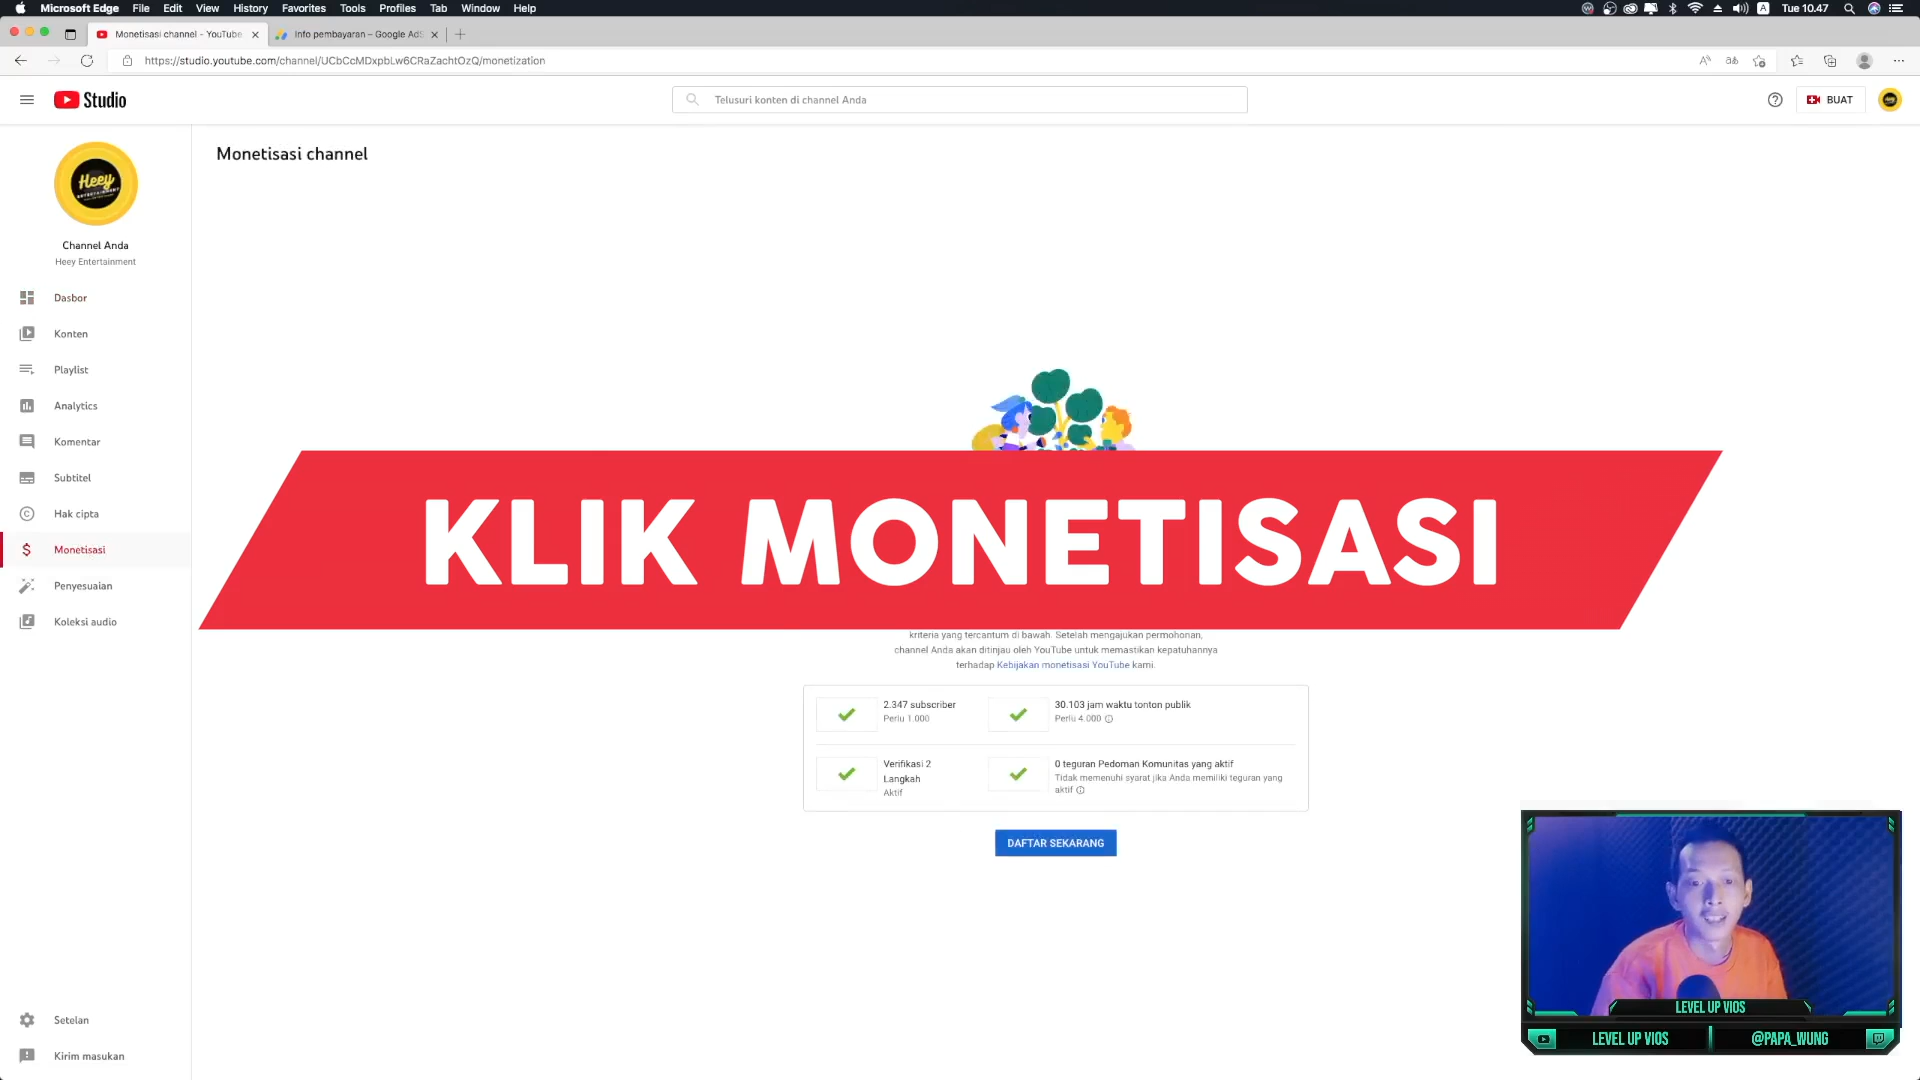 Microsoft Edge File Edit View History Favorites Tools Profiles Tab Window Help
A Tue 10.47
Monetisasi channel - YouTube
Info pembayaran – Google AdS
https://studio.youtube.com/channel/UCbCcMDxpbLw6CRaZachtOzQ/monetization
Studio
Telusuri konten di channel Anda
BUAT
Monetisasi channel
Heey
ENTERTAINMENT
Channel Anda
Heey Entertainment
Dasbor
Konten
Playlist
Analytics
Komentar
Subtitel
Hak cipta
Monetisasi
Penyesuaian
Koleksi audio
KLIK MONETISASI
kriteria yang tercantum di bawah. Setelah mengajukan permohonan,
channel Anda akan ditinjau oleh YouTube untuk memastikan kepatuhannya
terhadap Kebijakan monetisasi YouTube kami.
2.347 subscriber
Perlu 1.000
30.103 jam waktu tonton publik
Perlu 4.000
Verifikasi 2
Langkah
Aktif
0 teguran Pedoman Komunitas yang aktif
Tidak memenuhi syarat jika Anda memiliki teguran yang
aktif
DAFTAR SEKARANG
Setelan
Kirim masukan
LEVEL UP VIOS
LEVEL UP VIOS
@PAPA_WUNG